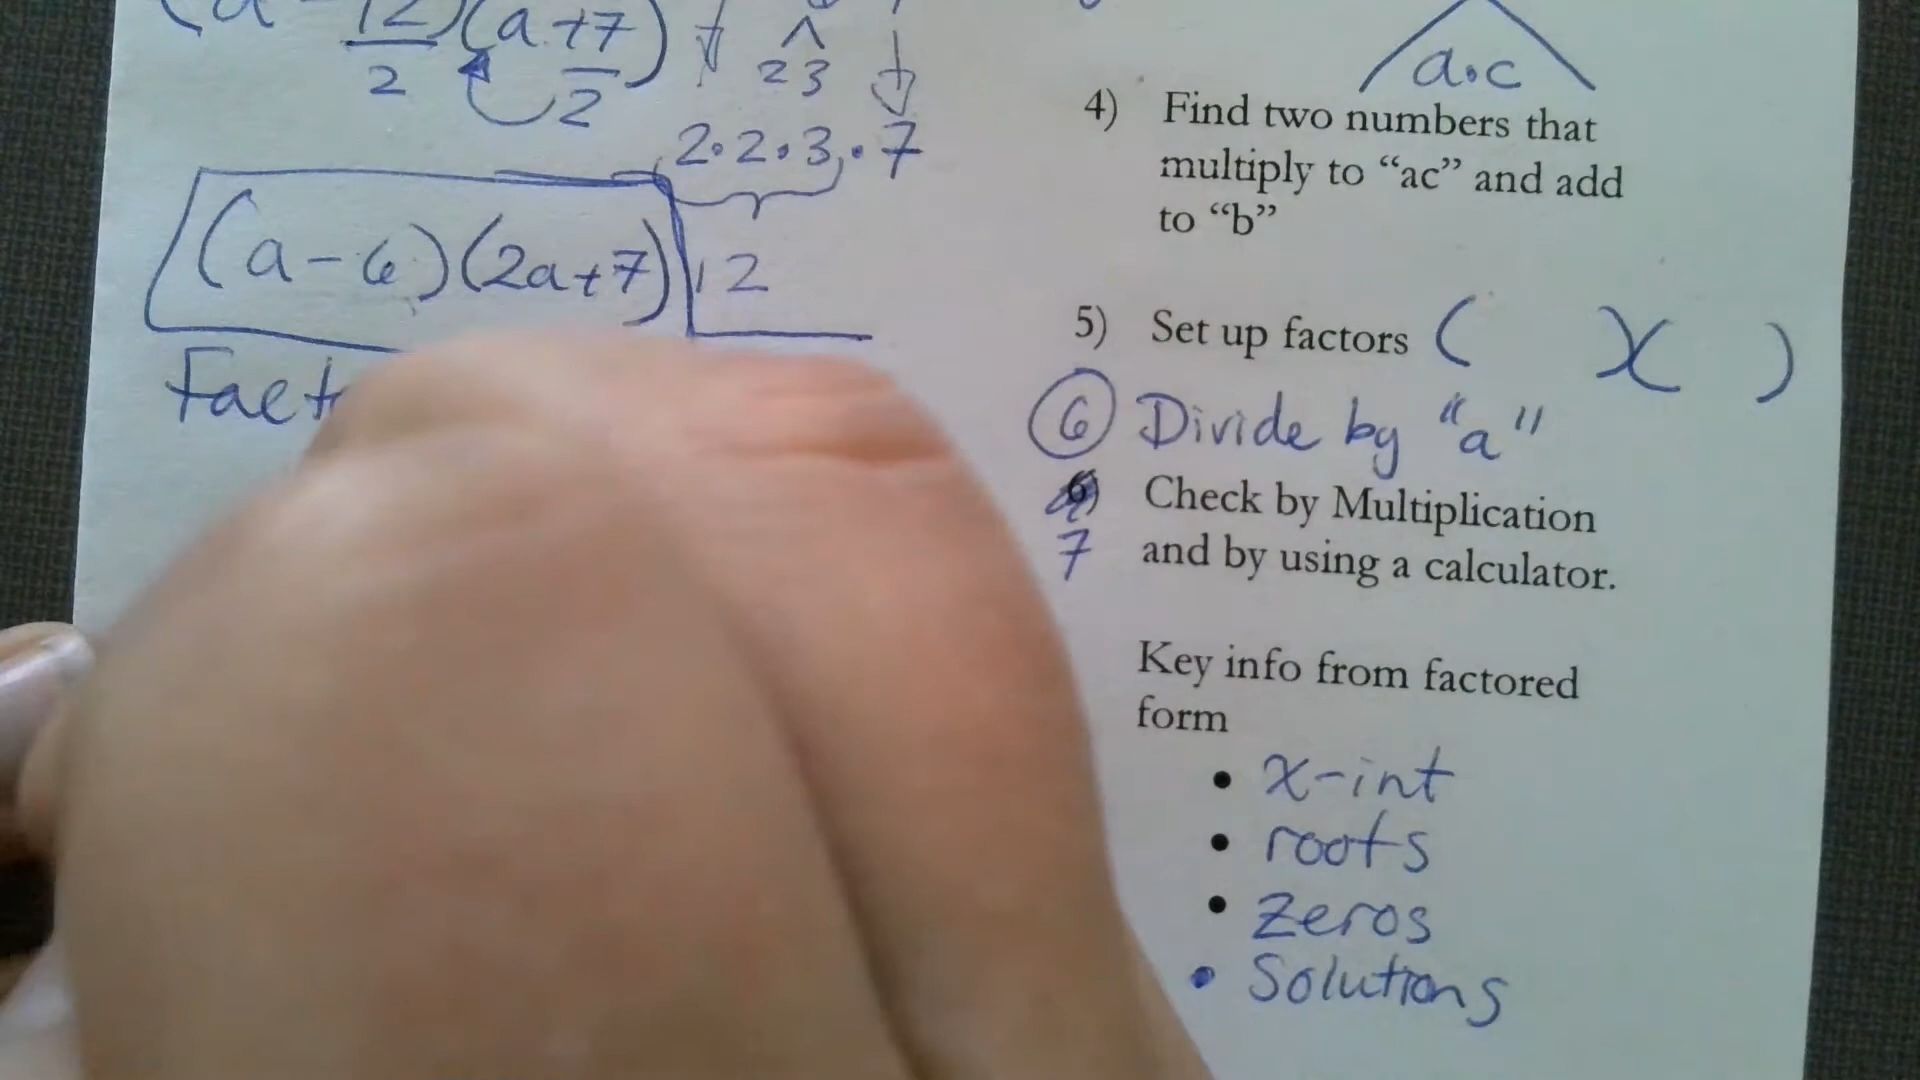 (a - 12/2)(a + 7/2)
2 3
2·2·3·7
(a-6)(2a+7)
12
Fact
a·c
4) Find two numbers that
multiply to “ac” and add
to “b”
5) Set up factors ( X )
6 Divide by "a"
7 Check by Multiplication
and by using a calculator.
Key info from factored
form
• x-int
• roots
• zeros
• Solutions